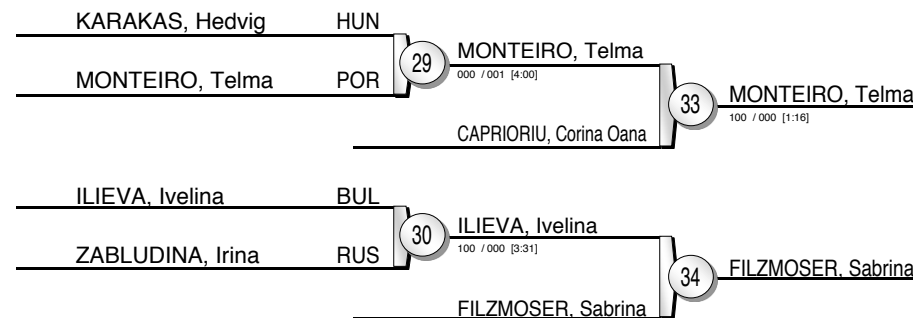 KARAKAS, Hedvig HUN
MONTEIRO, Telma POR
29
MONTEIRO, Telma
000 / 001 [4:00]
CAPRIORIU, Corina Oana
33
MONTEIRO, Telma
100 / 000 [1:16]
ILIEVA, Ivelina BUL
ZABLUDINA, Irina RUS
30
ILIEVA, Ivelina
100 / 000 [3:31]
FILZMOSER, Sabrina
34
FILZMOSER, Sabrina